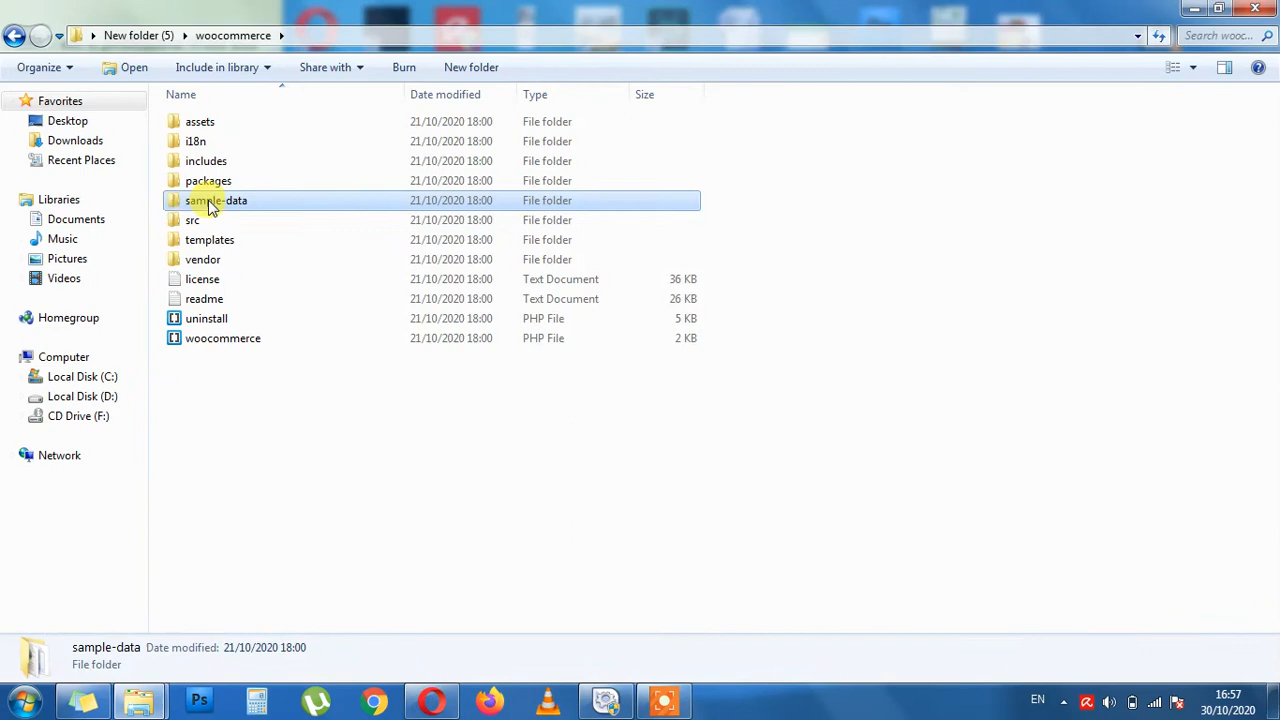 New folder (5) woocommerce Search wooc...
Organize Open Include in library Share with Burn New folder
Name Date modified Type Size
Favorites
Desktop
Downloads
Recent Places
Libraries
Documents
Music
Pictures
Videos
Homegroup
Computer
Local Disk (C:)
Local Disk (D:)
CD Drive (F:)
Network
assets 21/10/2020 18:00 File folder
i18n 21/10/2020 18:00 File folder
includes 21/10/2020 18:00 File folder
packages 21/10/2020 18:00 File folder
sample-data 21/10/2020 18:00 File folder
src 21/10/2020 18:00 File folder
templates 21/10/2020 18:00 File folder
vendor 21/10/2020 18:00 File folder
license 21/10/2020 18:00 Text Document 36 KB
readme 21/10/2020 18:00 Text Document 26 KB
uninstall 21/10/2020 18:00 PHP File 5 KB
woocommerce 21/10/2020 18:00 PHP File 2 KB
sample-data Date modified: 21/10/2020 18:00
File folder
Ps
EN
16:57
30/10/2020